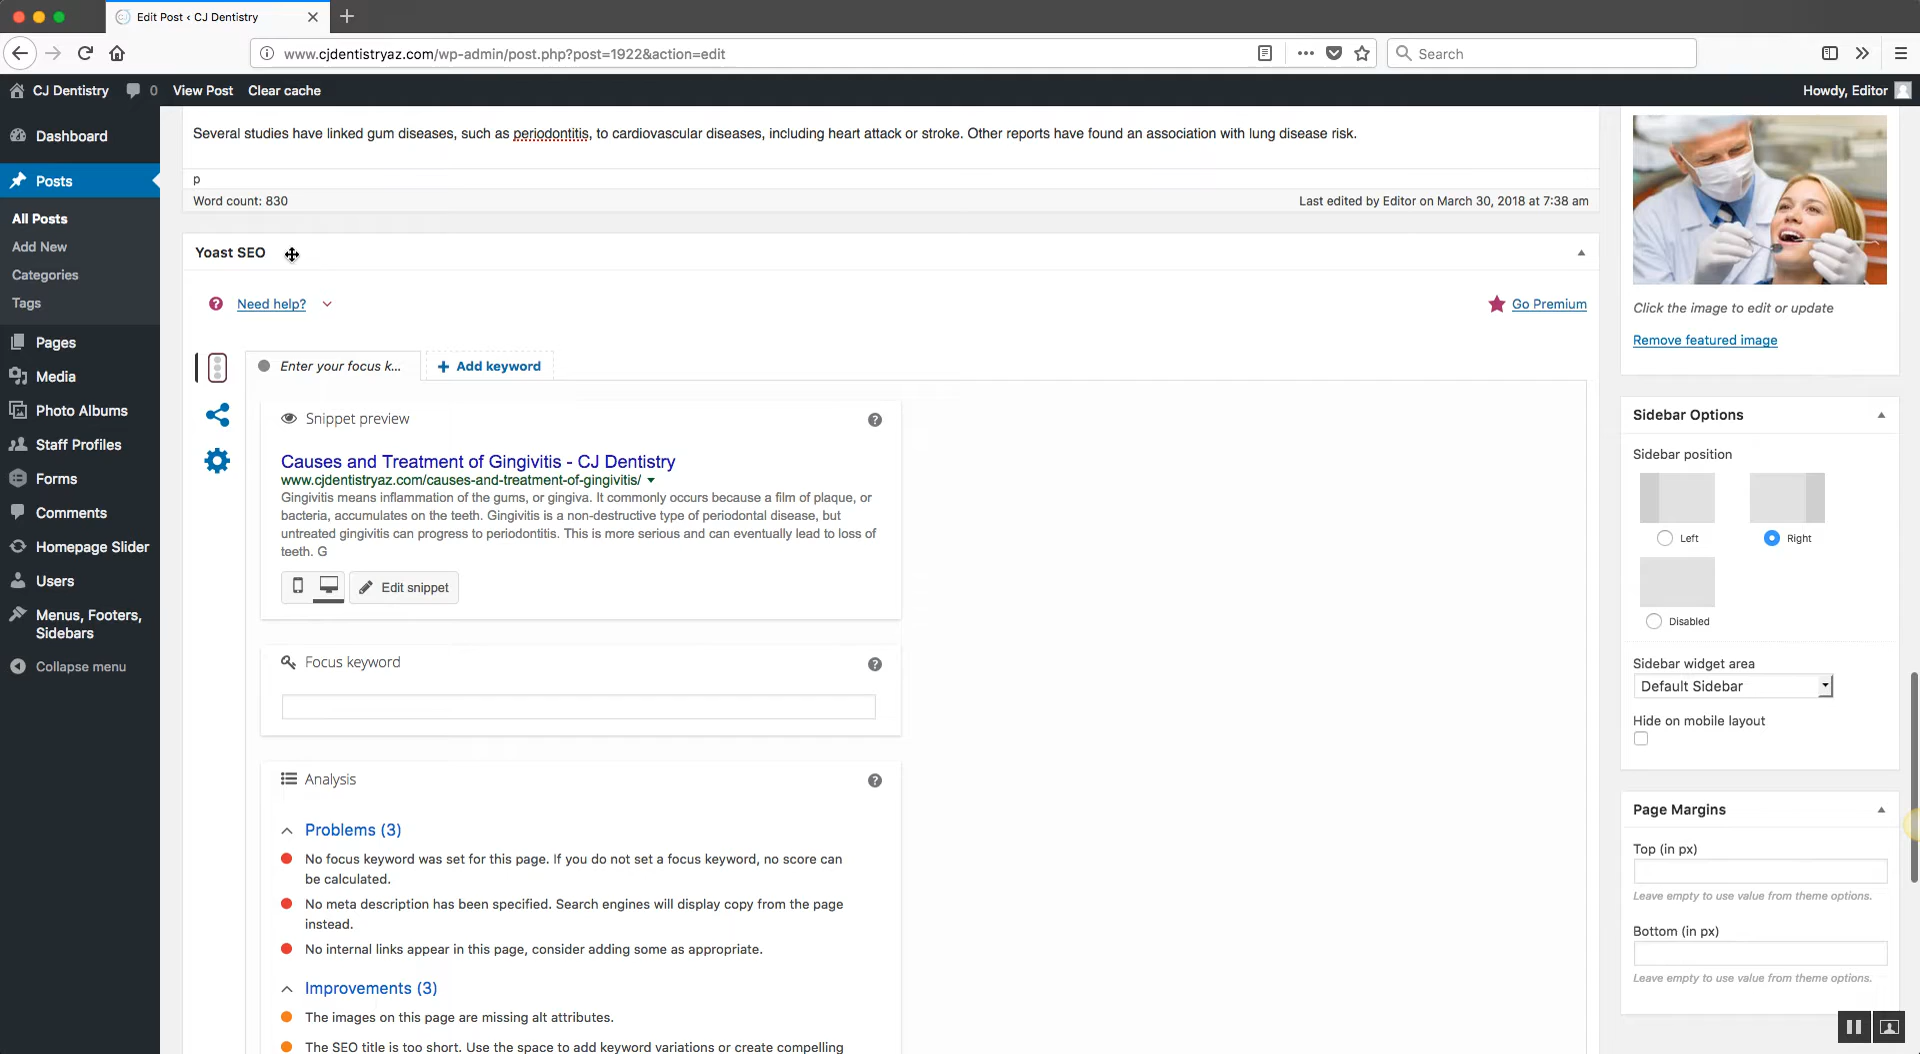 Edit Post ‹ CJ Dentistry
www.cjdentistryaz.com/wp-admin/post.php?post=1922&action=edit
Search
CJ Dentistry
0
View Post
Clear cache
Howdy, Editor
Dashboard
Posts
All Posts
Add New
Categories
Tags
Pages
Media
Photo Albums
Staff Profiles
Forms
Comments
Homepage Slider
Users
Menus, Footers,
Sidebars
Collapse menu
Several studies have linked gum diseases, such as periodontitis, to cardiovascular diseases, including heart attack or stroke. Other reports have found an association with lung disease risk.
p
Word count: 830
Last edited by Editor on March 30, 2018 at 7:38 am
Yoast SEO
Need help?
Go Premium
Enter your focus k...
Add keyword
Snippet preview
Causes and Treatment of Gingivitis - CJ Dentistry
www.cjdentistryaz.com/causes-and-treatment-of-gingivitis/
Gingivitis means inflammation of the gums, or gingiva. It commonly occurs because a film of plaque, or
bacteria, accumulates on the teeth. Gingivitis is a non-destructive type of periodontal disease, but
untreated gingivitis can progress to periodontitis. This is more serious and can eventually lead to loss of
teeth. G
Edit snippet
Focus keyword
Analysis
Problems (3)
No focus keyword was set for this page. If you do not set a focus keyword, no score can
be calculated.
No meta description has been specified. Search engines will display copy from the page
instead.
No internal links appear in this page, consider adding some as appropriate.
Improvements (3)
The images on this page are missing alt attributes.
The SEO title is too short. Use the space to add keyword variations or create compelling
Click the image to edit or update
Remove featured image
Sidebar Options
Sidebar position
Left
Right
Disabled
Sidebar widget area
Default Sidebar
Hide on mobile layout
Page Margins
Top (in px)
Leave empty to use value from theme options.
Bottom (in px)
Leave empty to use value from theme options.